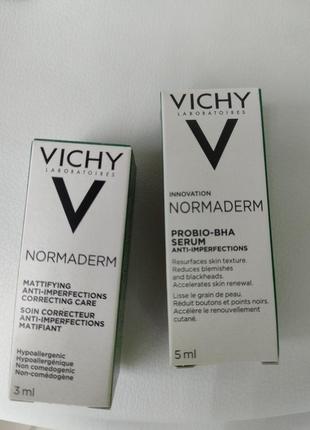 VICHY
LABORATOIRES
NORMADERM
MATTIFYING
ANTI-IMPERFECTIONS
CORRECTING CARE
SOIN CORRECTEUR
ANTI-IMPERFECTIONS
MATIFIANT
Hypoallergenic
Hypoallergénique
Non comedogenic
Non-comédogène
3 ml
VICHY
LABORATOIRES
INNOVATION
NORMADERM
PROBIO-BHA
SERUM
ANTI-IMPERFECTIONS
Resurfaces skin texture.
Reduces blemishes
and blackheads.
Accelerates skin renewal.
Lisse le grain de peau.
Réduit boutons et points noirs.
Accélère le renouvellement
cutané.
5 ml